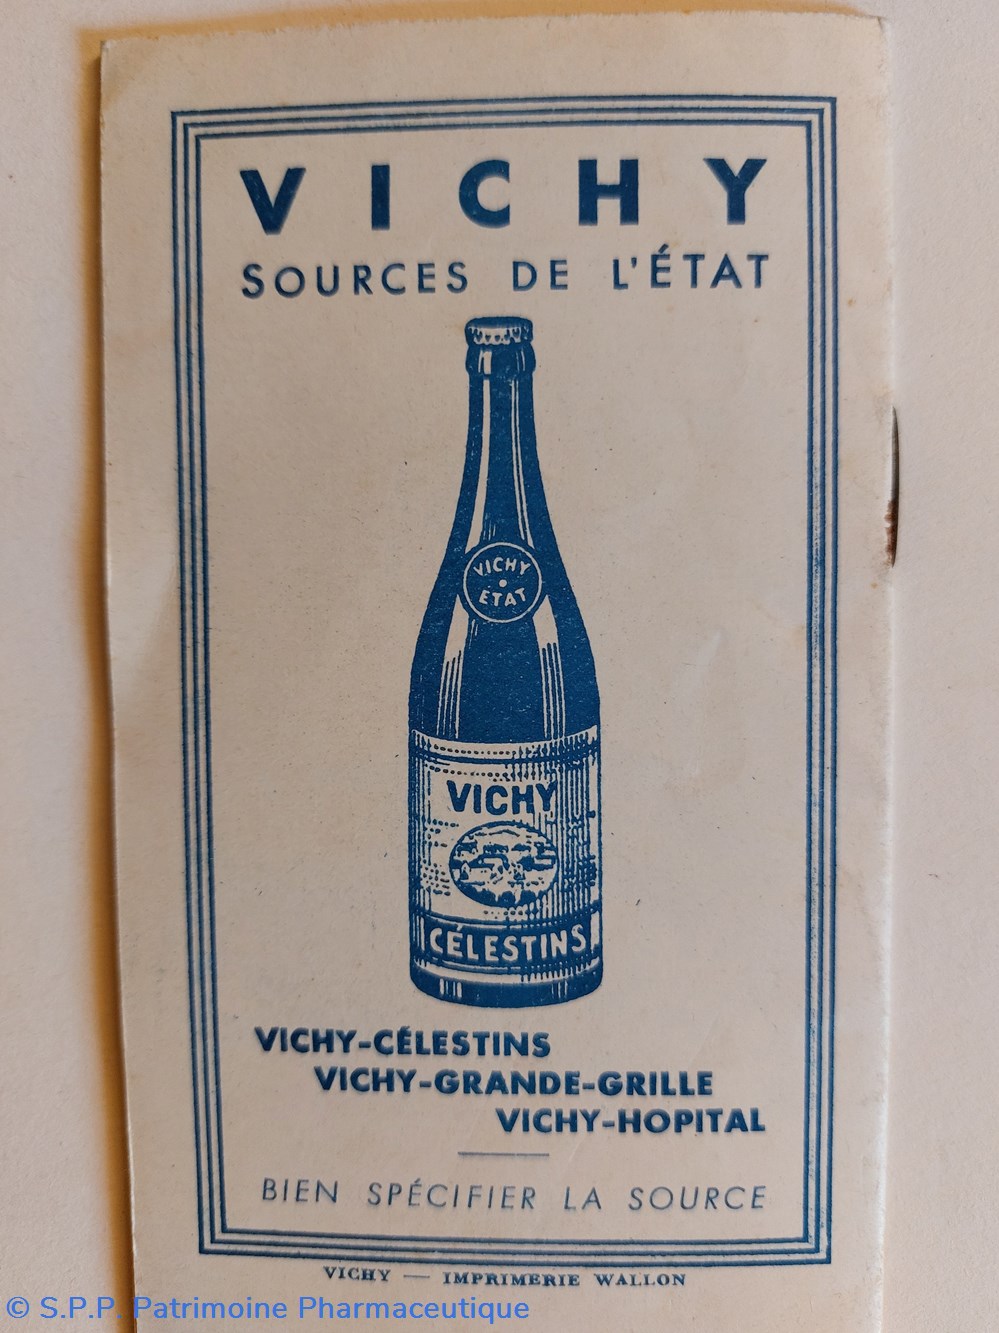 VICHY
SOURCES DE L'ÉTAT
VICHY
ÉTAT
VICHY
CÉLESTINS
VICHY-CÉLESTINS
VICHY-GRANDE-GRILLE
VICHY-HOPITAL
BIEN SPÉCIFIER LA SOURCE
VICHY — IMPRIMERIE WALLON
© S.P.P. Patrimoine Pharmaceutique